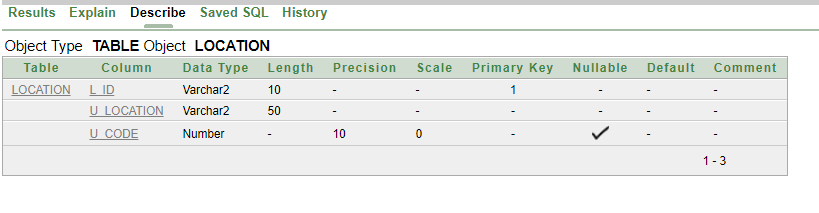 Results Explain Describe Saved SQL History
Object Type TABLE Object LOCATION
Table Column Data Type Length Precision Scale Primary Key Nullable Default Comment
LOCATION L_ID Varchar2 10 - - 1 - - -
U_LOCATION Varchar2 50 - - - - - -
U_CODE Number - 10 0 - ✓ - -
1 - 3